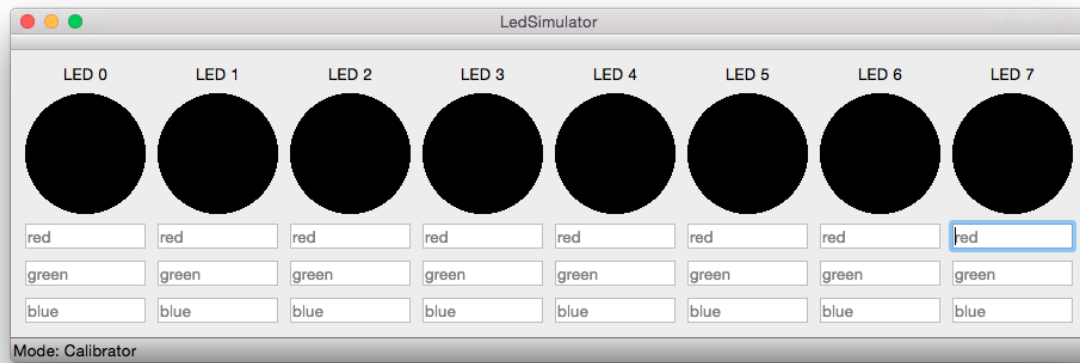 LedSimulator
LED 0 LED 1 LED 2 LED 3 LED 4 LED 5 LED 6 LED 7
red red red red red red red red
green green green green green green green green
blue blue blue blue blue blue blue blue
Mode: Calibrator